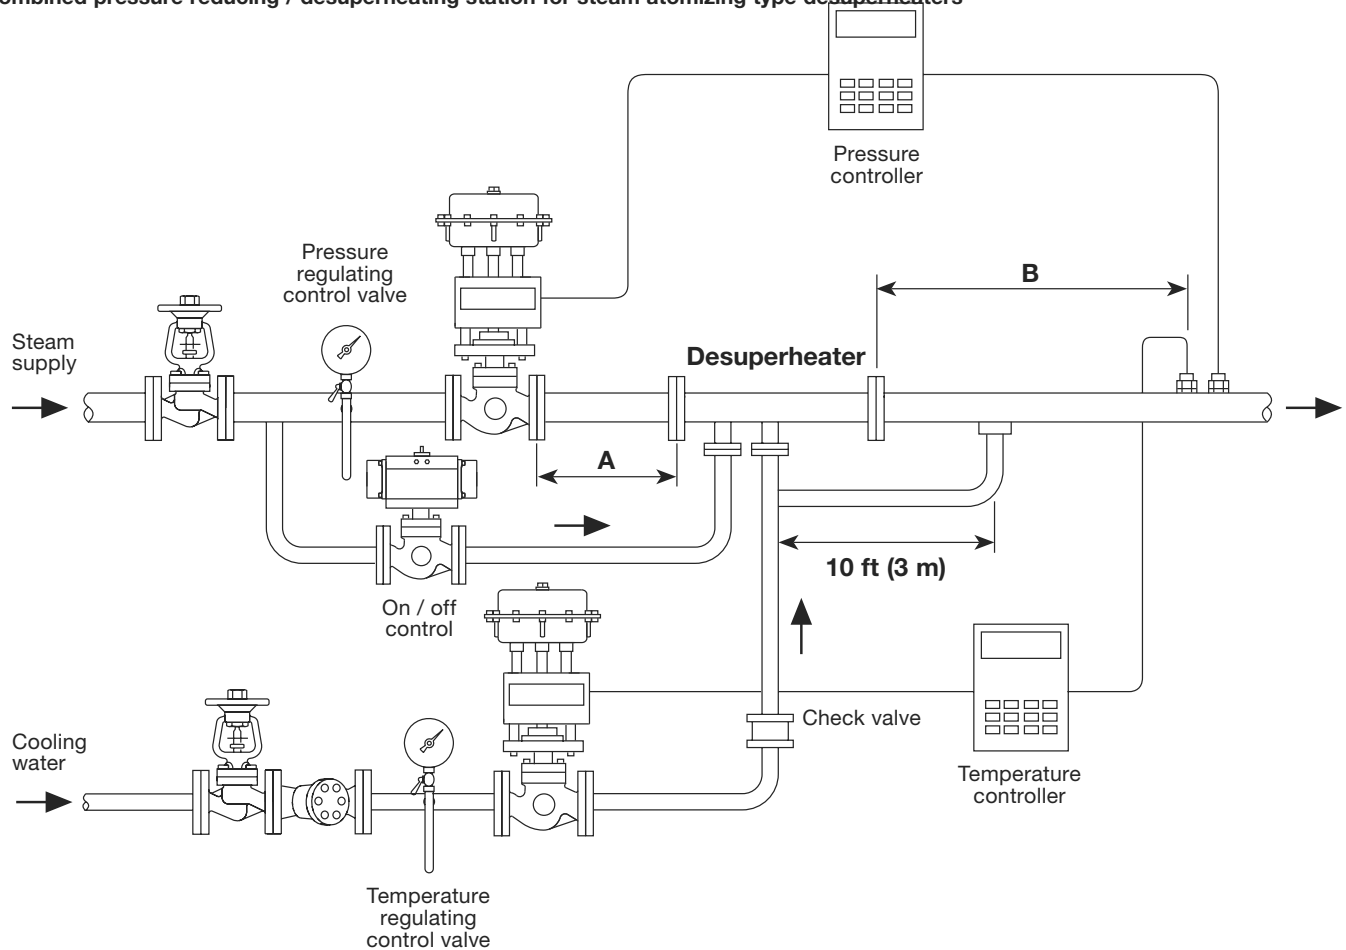 combined pressure reducing / desuperheating station for steam atomizing type desuperheaters
Pressure
controller
Pressure
regulating
control valve
B
Steam
supply
Desuperheater
A
10 ft (3 m)
On / off
control
Check valve
Cooling
water
Temperature
controller
Temperature
regulating
control valve